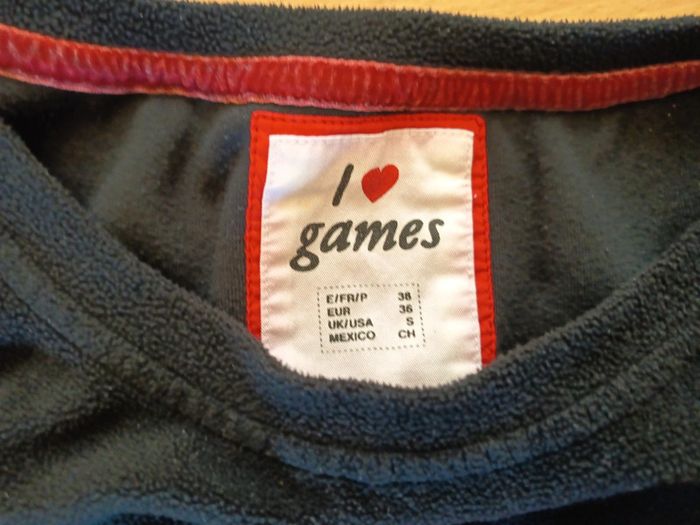 I ❤
games
E/FR/P 38
EUR 36
UK/USA S
MEXICO CH